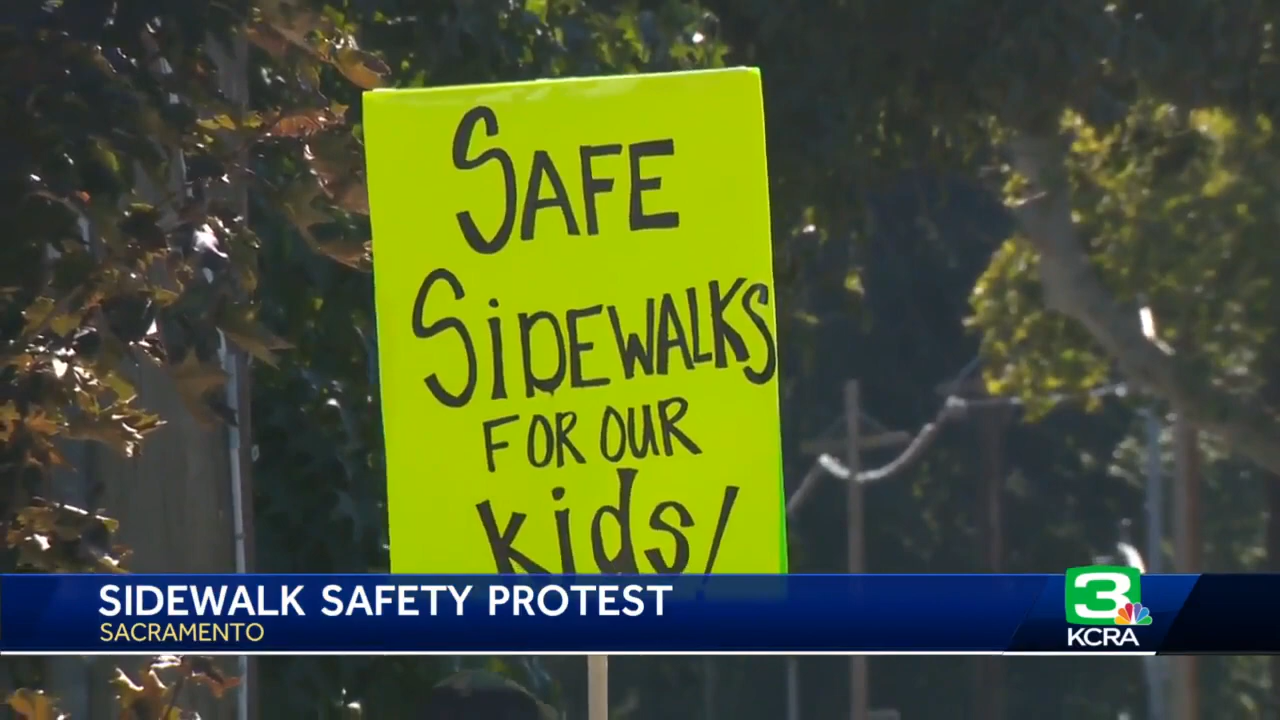 SAFE
SiDEWALKS
FOR OUR
kids!
SIDEWALK SAFETY PROTEST
SACRAMENTO
3
KCRA